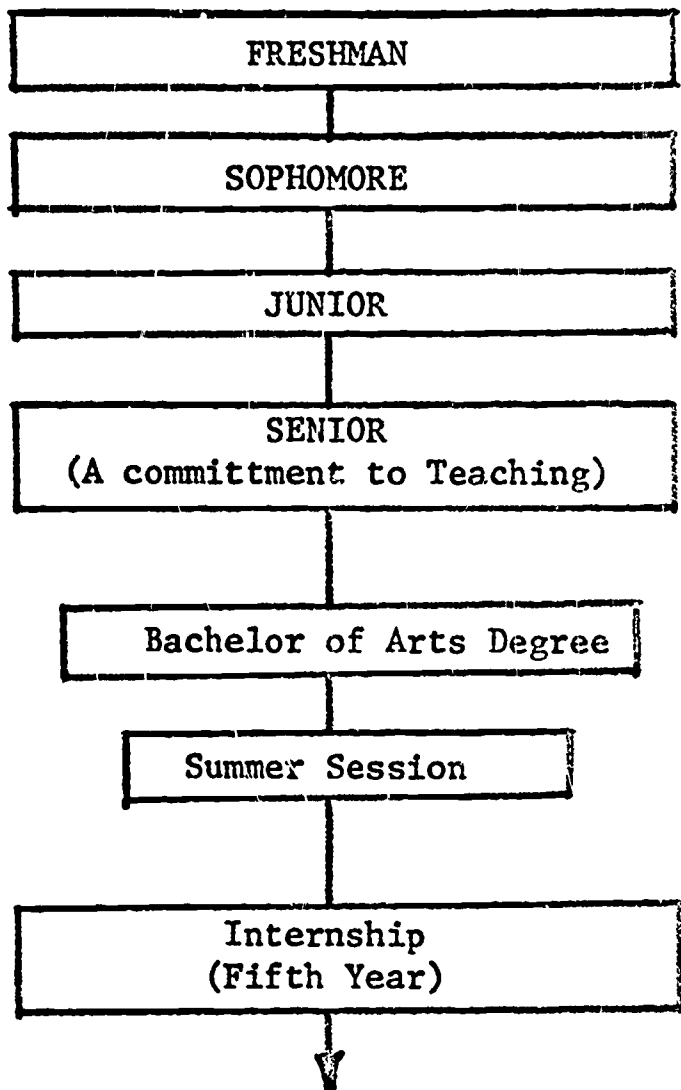 FRESHMAN
SOPHOMORE
JUNIOR
SENIOR
(A committment to Teaching)
Bachelor of Arts Degree
Summer Session
Internship
(Fifth Year)